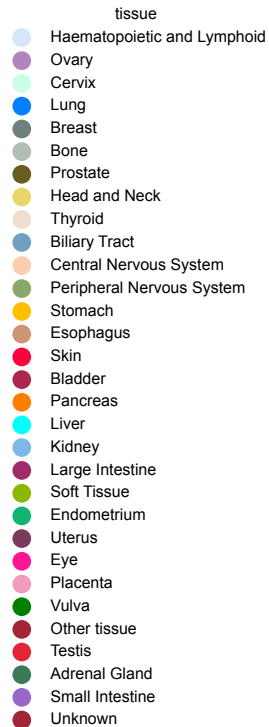 tissue
Haematopoietic and Lymphoid
Ovary
Cervix
Lung
Breast
Bone
Prostate
Head and Neck
Thyroid
Biliary Tract
Central Nervous System
Peripheral Nervous System
Stomach
Esophagus
Skin
Bladder
Pancreas
Liver
Kidney
Large Intestine
Soft Tissue
Endometrium
Uterus
Eye
Placenta
Vulva
Other tissue
Testis
Adrenal Gland
Small Intestine
Unknown